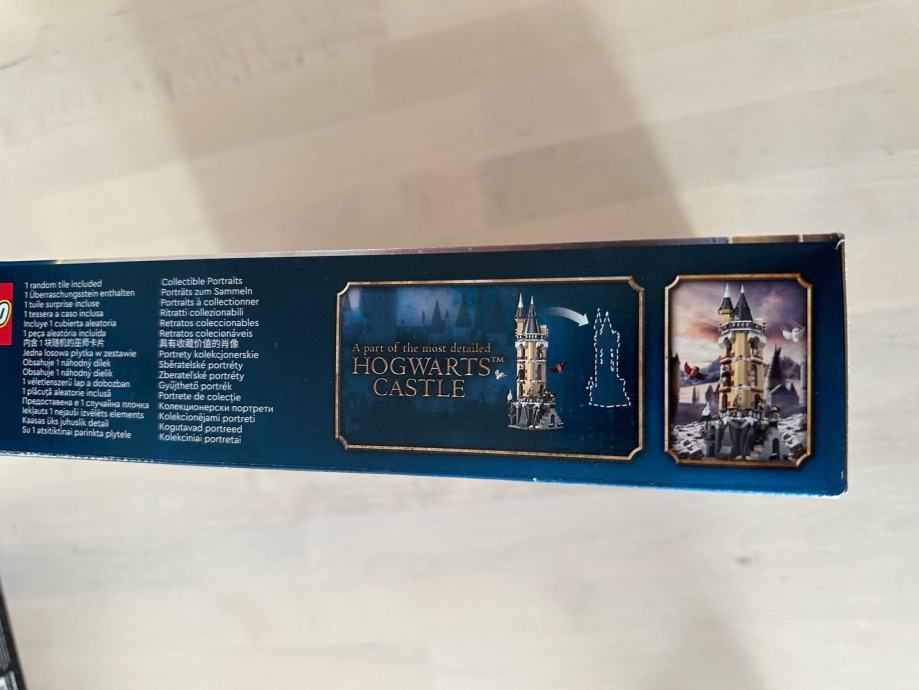 1 random tile included
1 Überraschungsstein enthalten
1 tuile surprise incluse
1 tessera a caso inclusa
Incluye 1 cubierta aleatoria
1 peça aleatória incluída
内含 1 块随机的巫师卡片
Jedna losowa płytka w zestawie
Obsahuje 1 náhodný dílek
Obsahuje 1 náhodný dielik
1 véletlenszerű lap a dobozban
1 plăcuță aleatorie inclusă
Предоставена е 1 случайна плочка
Iekļauts 1 nejauši izvēlēts elements
Kaasas üks juhuslik detail
Su 1 atsitiktinai parinkta plytele
Collectible Portraits
Porträts zum Sammeln
Portraits à collectionner
Ritratti collezionabili
Retratos coleccionables
Retratos colecionáveis
具有收藏价值的肖像
Portrety kolekcjonerskie
Sběratelské portréty
Zberateľské portréty
Gyűjthető portrék
Portrete de colecție
Колекционерски портрети
Kolekcionējami portreti
Kogutavad portreed
Kolekciniai portretai
A part of the most detailed
HOGWARTS™
CASTLE